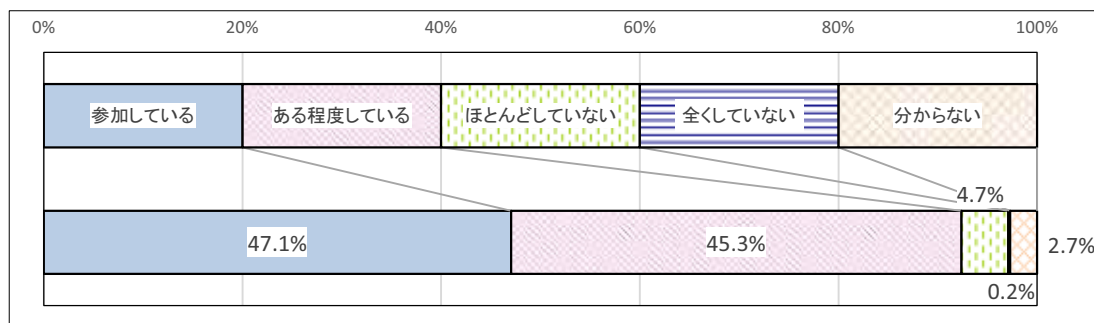 0% 20% 40% 60% 80% 100%
参加している ある程度している ほとんどしていない 全くしていない 分からない
4.7%
47.1% 45.3% 2.7%
0.2%